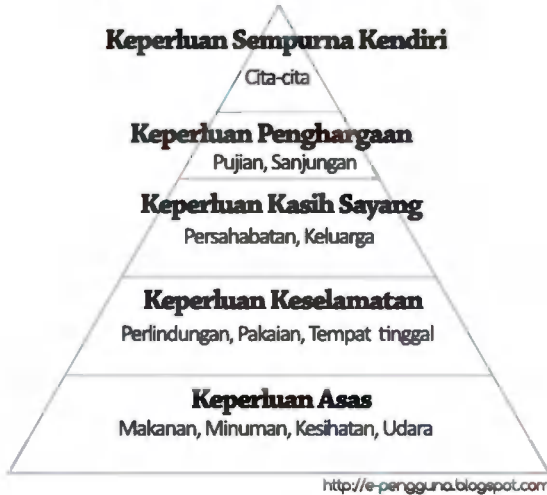 Keperluan Sempurna Kendiri
Cita-cita
Keperluan Penghargaan
Pujian, Sanjungan
Keperluan Kasih Sayang
Persahabatan, Keluarga
Keperluan Keselamatan
Perlindungan, Pakaian, Tempat tinggal
Keperluan Asas
Makanan, Minuman, Kesihatan, Udara
http://e-pengguna.blogspot.com